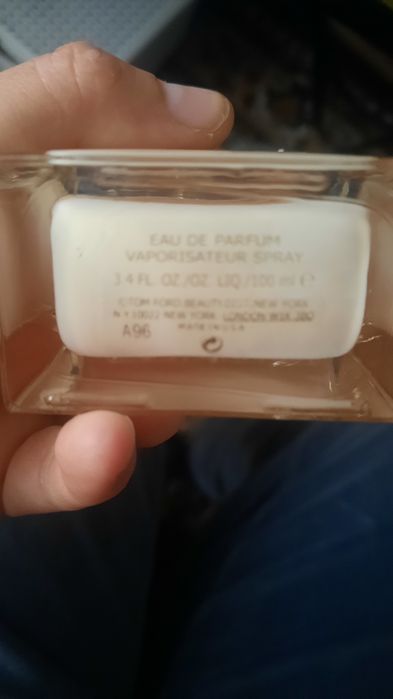 EAU DE PARFUM
VAPORISATEUR SPRAY
3.4 FL. OZ./OZ. LIQ./100 ml ℮
©TOM FORD BEAUTY DIST. NEW YORK
N.Y. 10022 NEW YORK LONDON W1K 3BQ
MADE IN U.S.A
A96